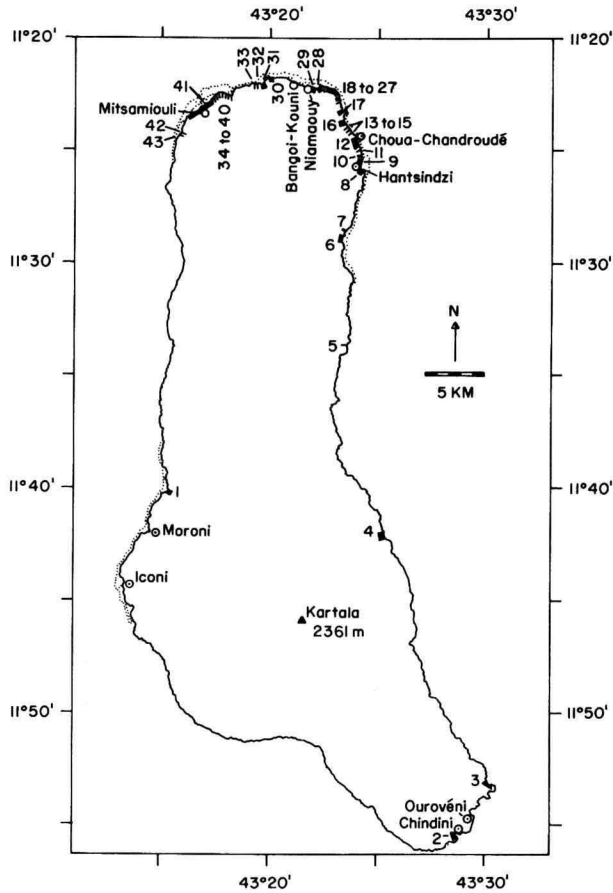 43°20' 43°30'
11°20' 11°20'
33
32
31
29
28
41
30
18 to 27
Mitsamiouli
17
42
43
34 to 40
Bangoi-Kouni
Niamaouy
16
13 to 15
Choua-Chandroudé
12
11
10
9
8
Hantsindzi
7
6
11°30' 11°30'
N
5
5 KM
11°40' 11°40'
1
Moroni
4
Iconi
Kartala
2361 m
11°50' 11°50'
3
Ourovéni
Chindini
2
43°20' 43°30'